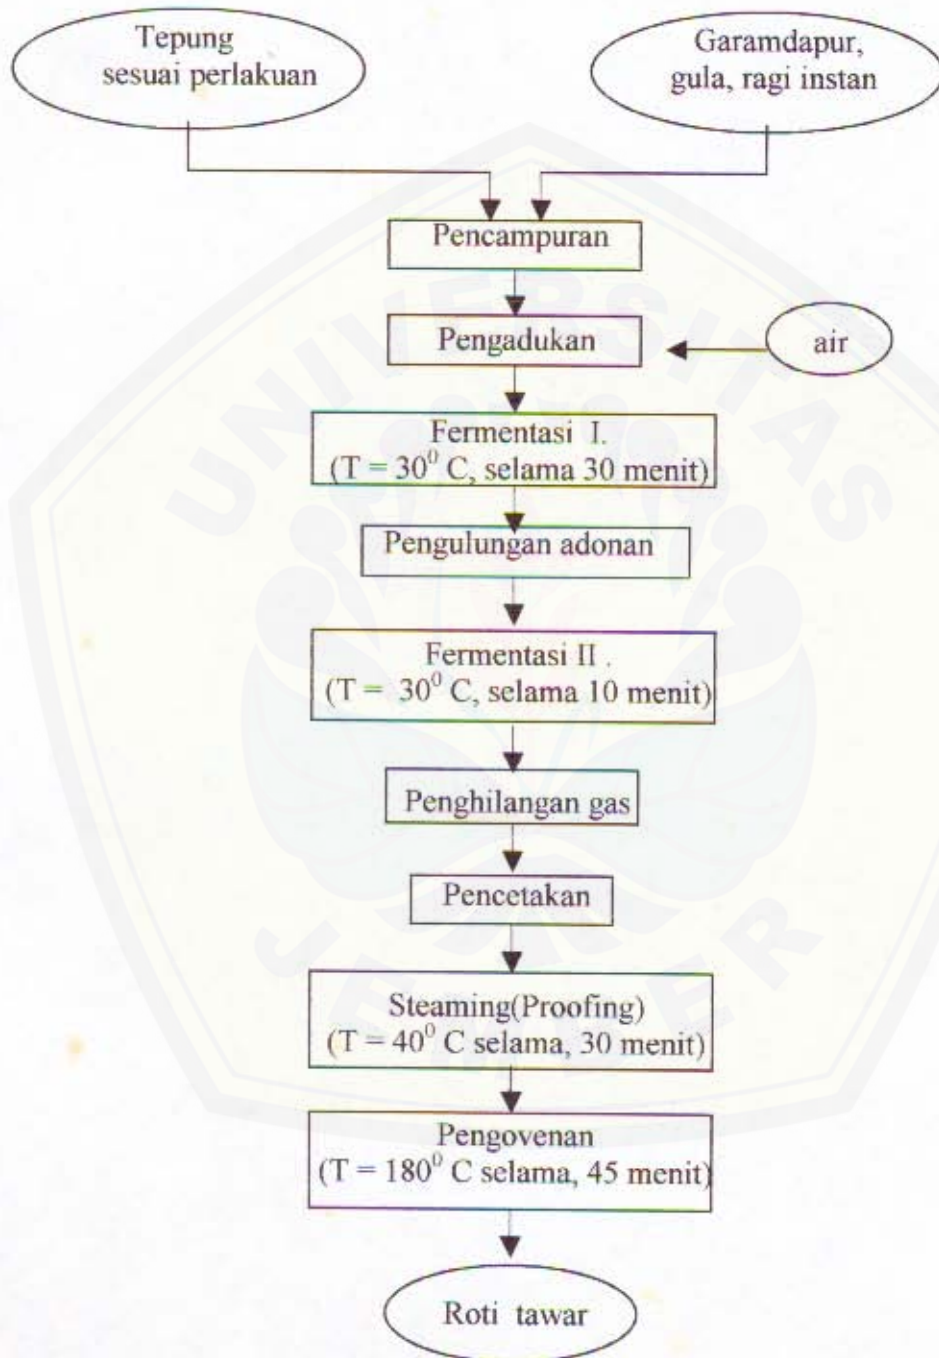 Tepung
sesuai perlakuan
Garamdapur,
gula, ragi instan
Pencampuran
Pengadukan
air
Fermentasi I.
(T = 30⁰ C, selama 30 menit)
Pengulungan adonan
Fermentasi II .
(T = 30⁰ C, selama 10 menit)
Penghilangan gas
Pencetakan
Steaming(Proofing)
(T = 40⁰ C selama, 30 menit)
Pengovenan
(T = 180⁰ C selama, 45 menit)
Roti tawar
UNIVERSITAS
JEMBER